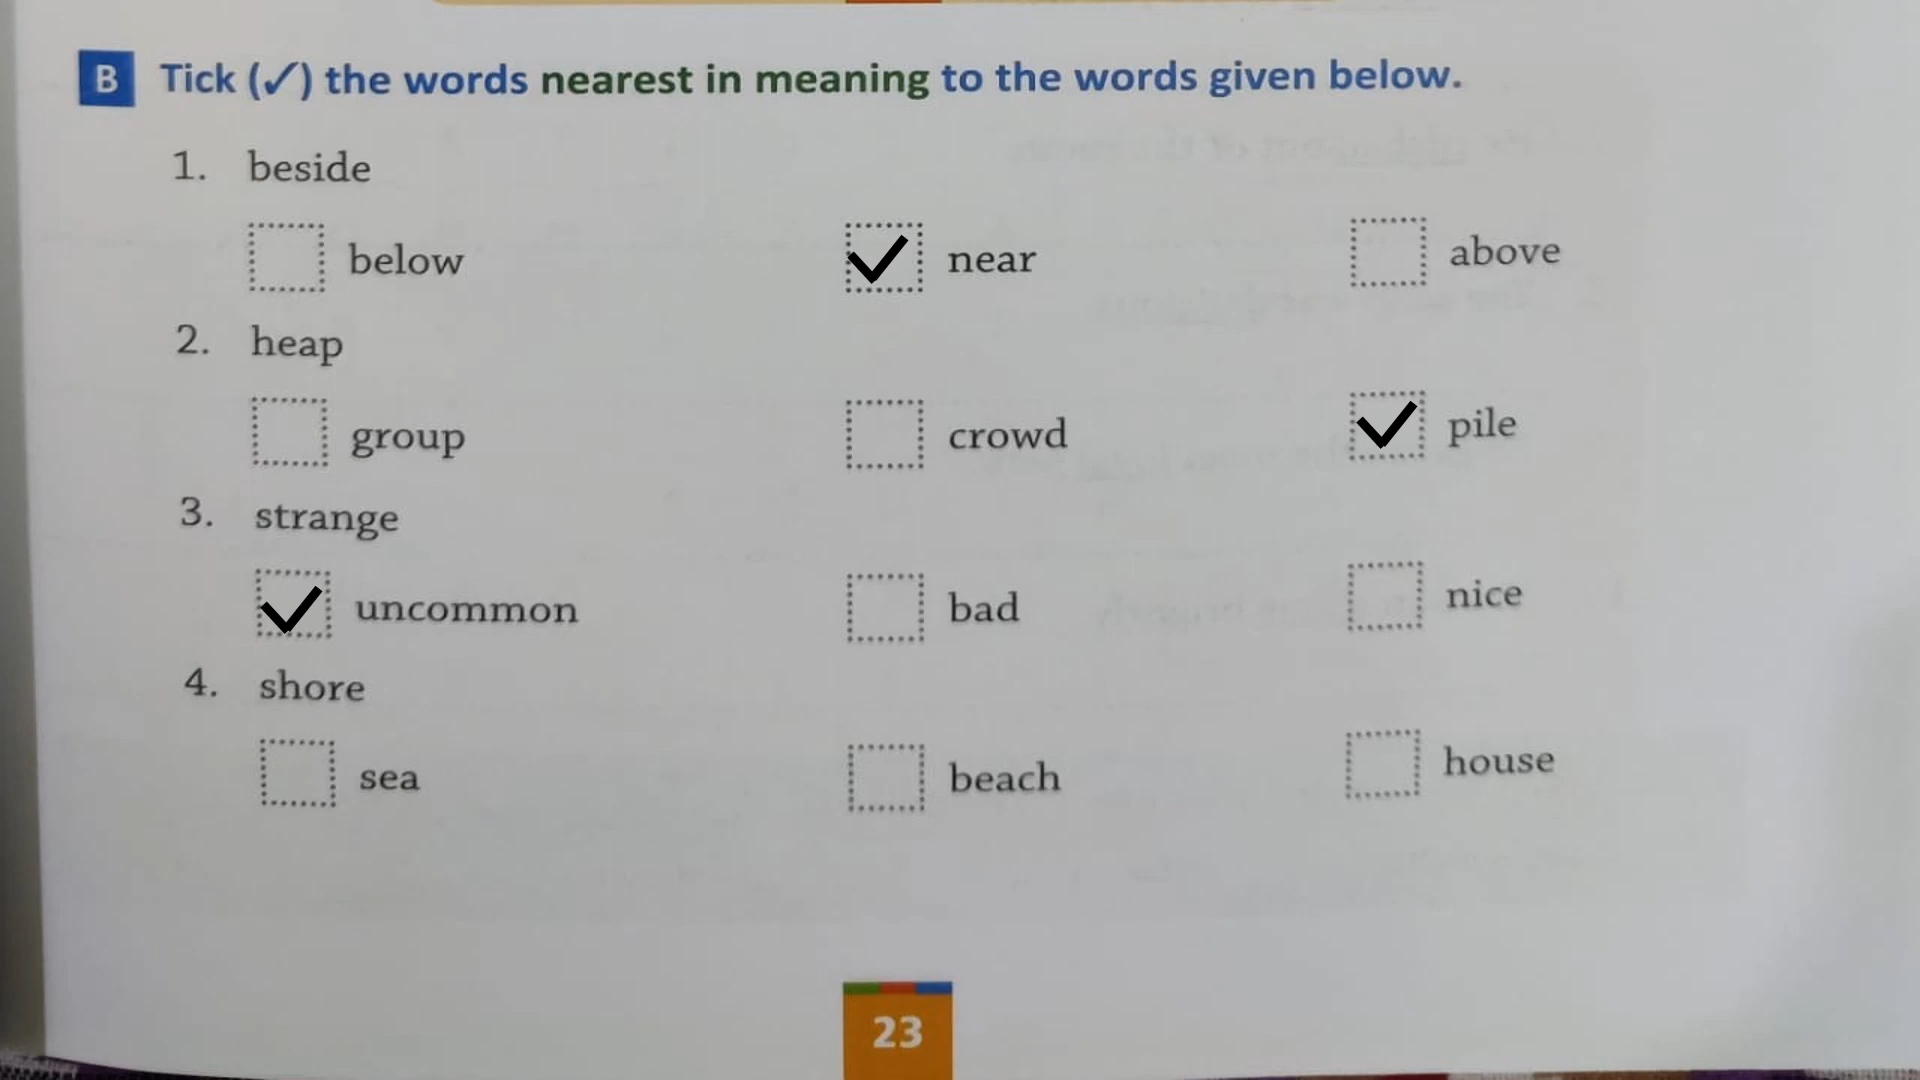 B Tick (✓) the words nearest in meaning to the words given below.
1. beside
below ✓ near above
2. heap
group crowd ✓ pile
3. strange
✓ uncommon bad nice
4. shore
sea beach house
23